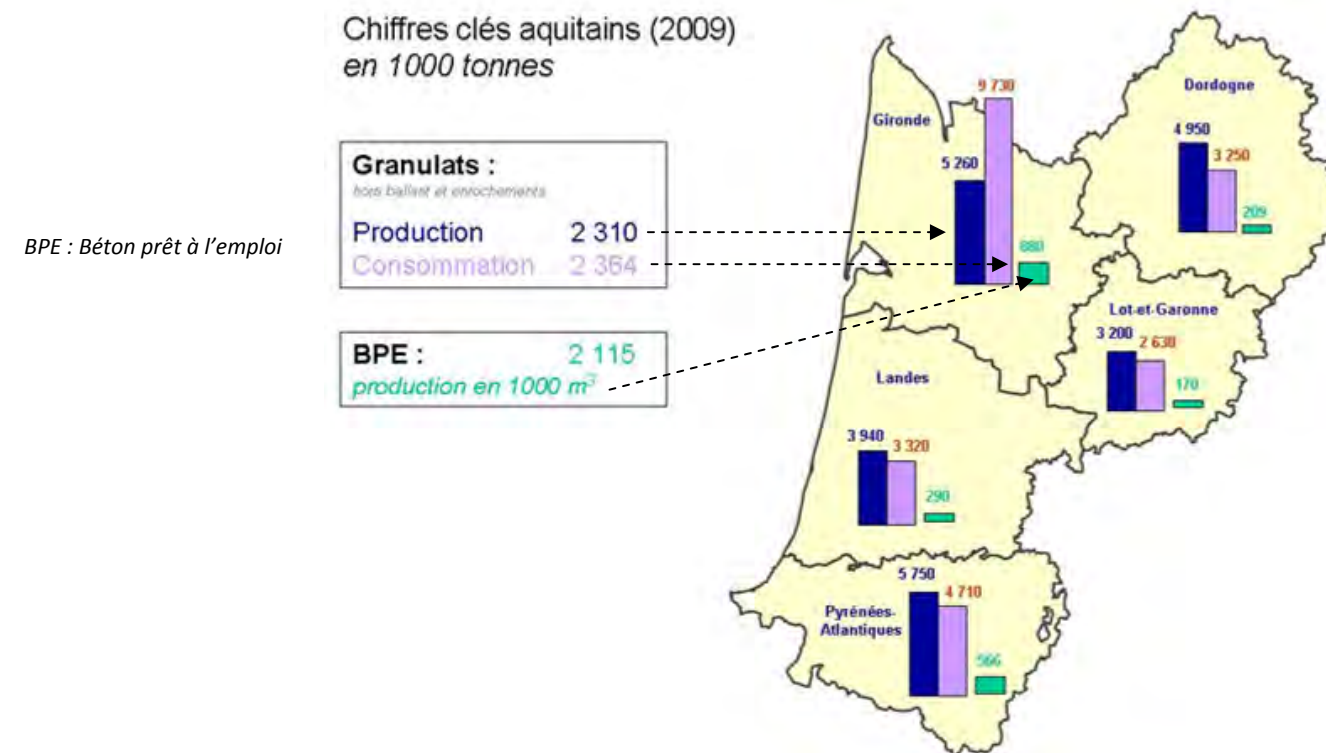 Chiffres clés aquitains (2009)
en 1000 tonnes
Granulats :
hors ballast et enrochements
Production 2 310
Consommation 2 364
BPE : Béton prêt à l'emploi
BPE : 2 115
production en 1000 m³
Gironde
5 260
9 730
880
Dordogne
4 950
3 250
209
Lot-et-Garonne
3 200
2 630
170
Landes
3 940
3 320
290
Pyrénées-
Atlantiques
5 750
4 710
566